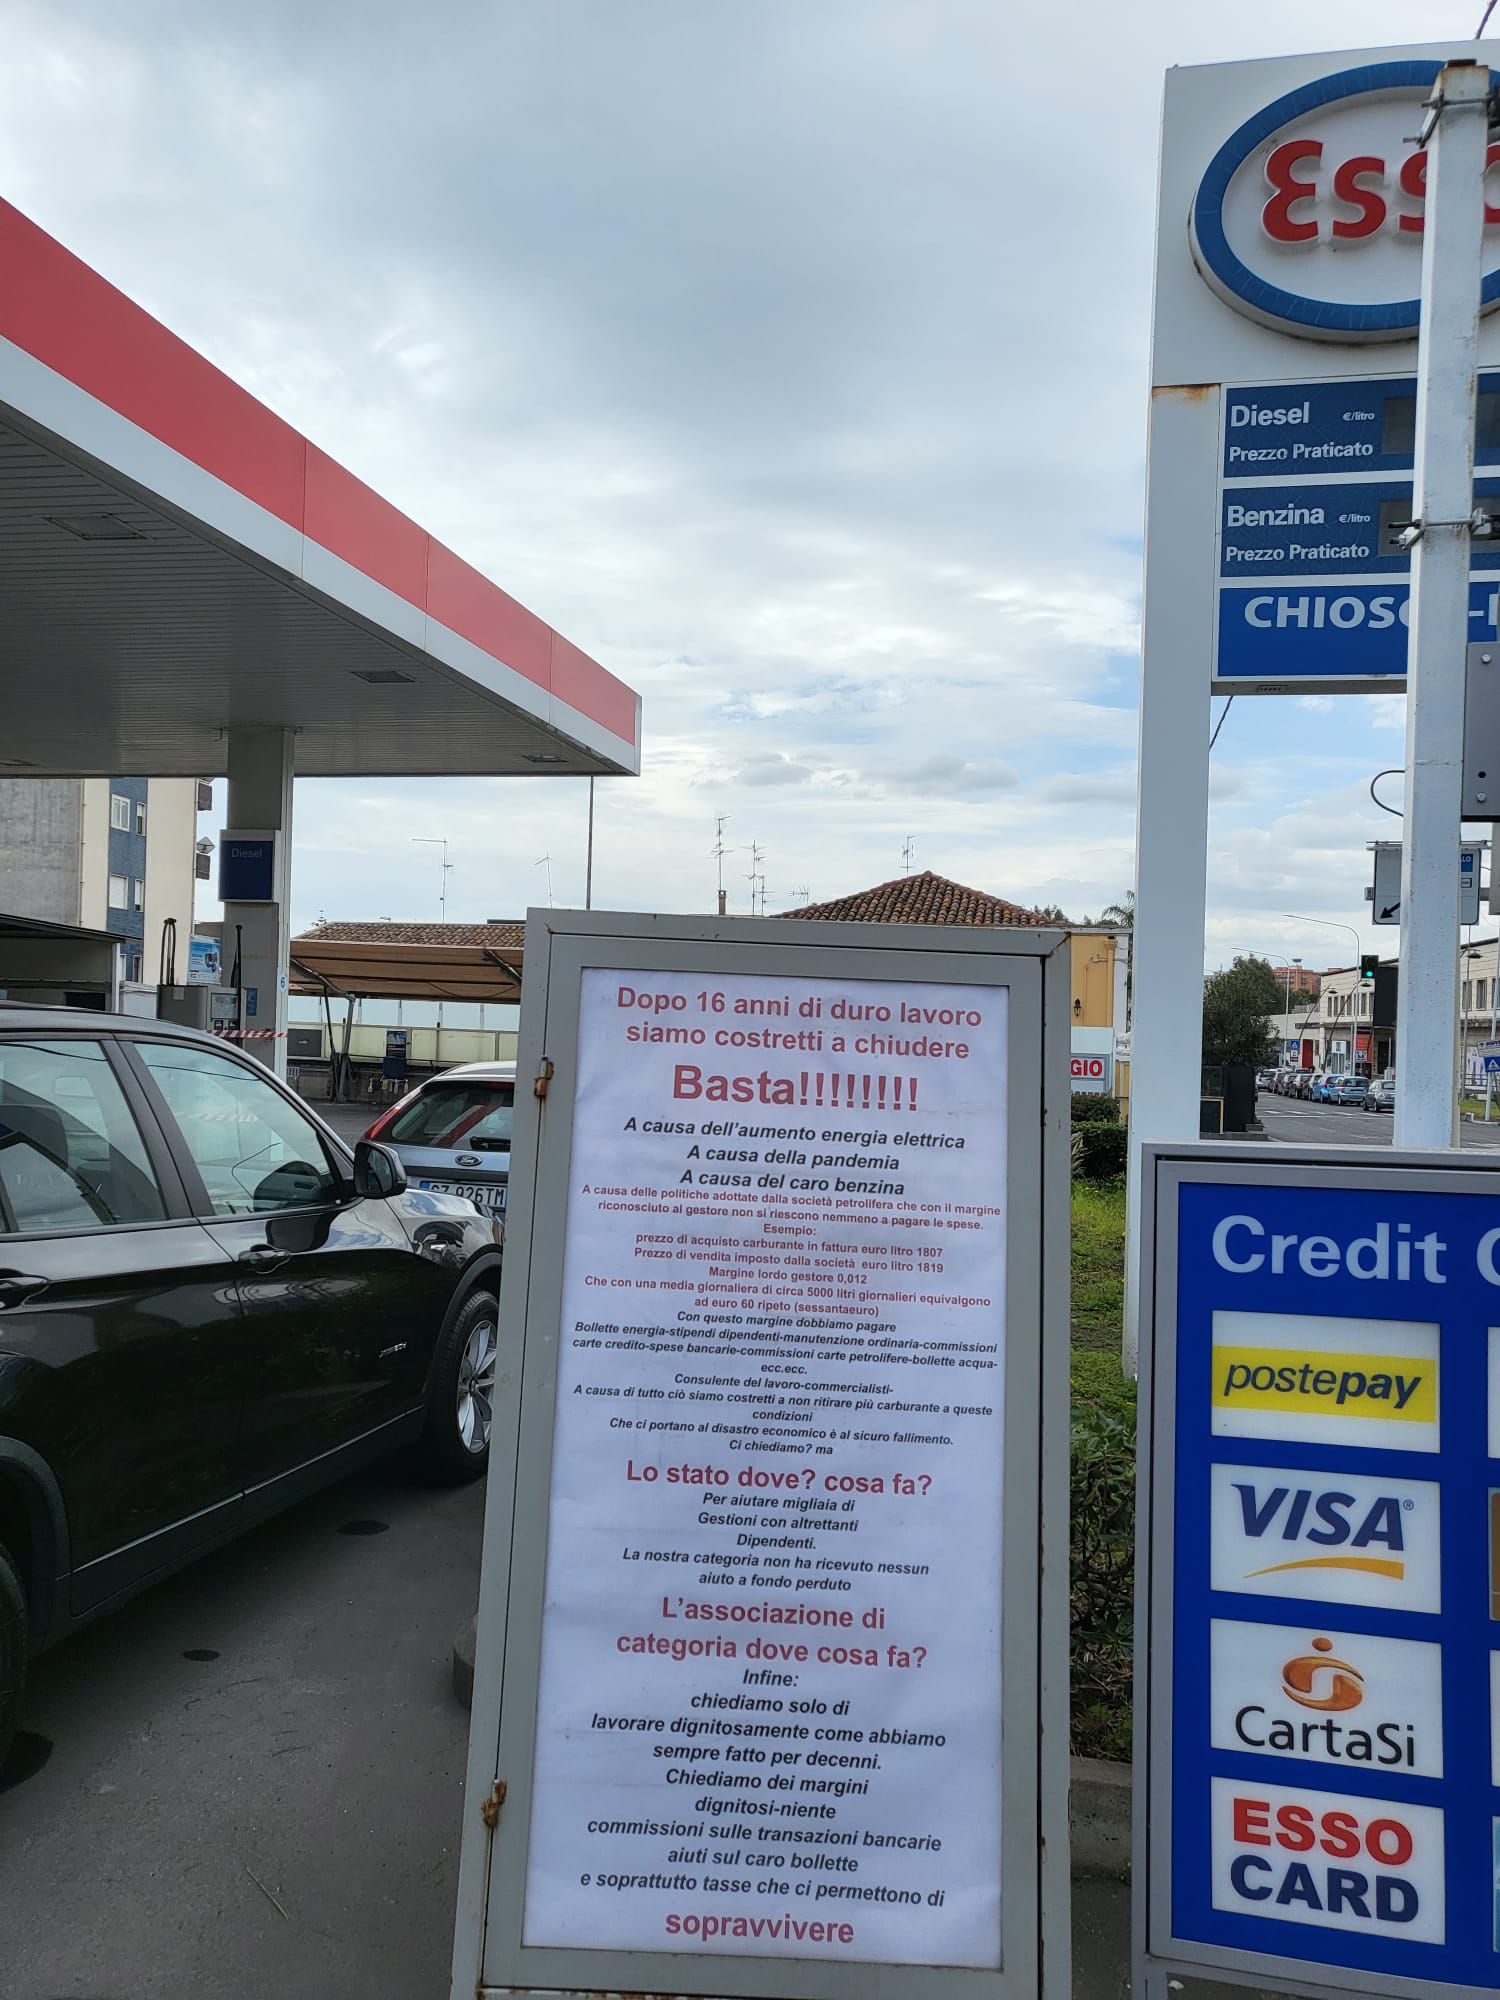 Esso
Diesel €/litro
Prezzo Praticato
Benzina €/litro
Prezzo Praticato
Diesel
6
Dopo 16 anni di duro lavoro
siamo costretti a chiudere
Basta!!!!!!!!
A causa dell'aumento energia elettrica
A causa della pandemia
A causa del caro benzina
A causa delle politiche adottate dalla società petrolifera che con il margine
riconosciuto al gestore non si riescono nemmeno a pagare le spese.
Esempio:
prezzo di acquisto carburante in fattura euro litro 1807
Prezzo di vendita imposto dalla società euro litro 1819
Margine lordo gestore 0,012
Che con una media giornaliera di circa 5000 litri giornalieri equivalgono
ad euro 60 ripeto (sessantaeuro)
Con questo margine dobbiamo pagare
Bollette energia-stipendi dipendenti-manutenzione ordinaria-commissioni
carte credito-spese bancarie-commissioni carte petrolifere-bollette acqua-
ecc.ecc.
Consulente del lavoro-commercialisti-
A causa di tutto ciò siamo costretti a non ritirare più carburante a queste
condizioni
Che ci portano al disastro economico è al sicuro fallimento.
Ci chiediamo? ma
Lo stato dove? cosa fa?
Per aiutare migliaia di
Gestioni con altrettanti
Dipendenti.
La nostra categoria non ha ricevuto nessun
aiuto a fondo perduto
L'associazione di
categoria dove cosa fa?
Infine:
chiediamo solo di
lavorare dignitosamente come abbiamo
sempre fatto per decenni.
Chiediamo dei margini
dignitosi-niente
commissioni sulle transazioni bancarie
aiuti sul caro bollette
e soprattutto tasse che ci permettono di
sopravvivere
GIO
Ford
926TM
Credit
postepay
VISA
CartaSi
ESSO
CARD